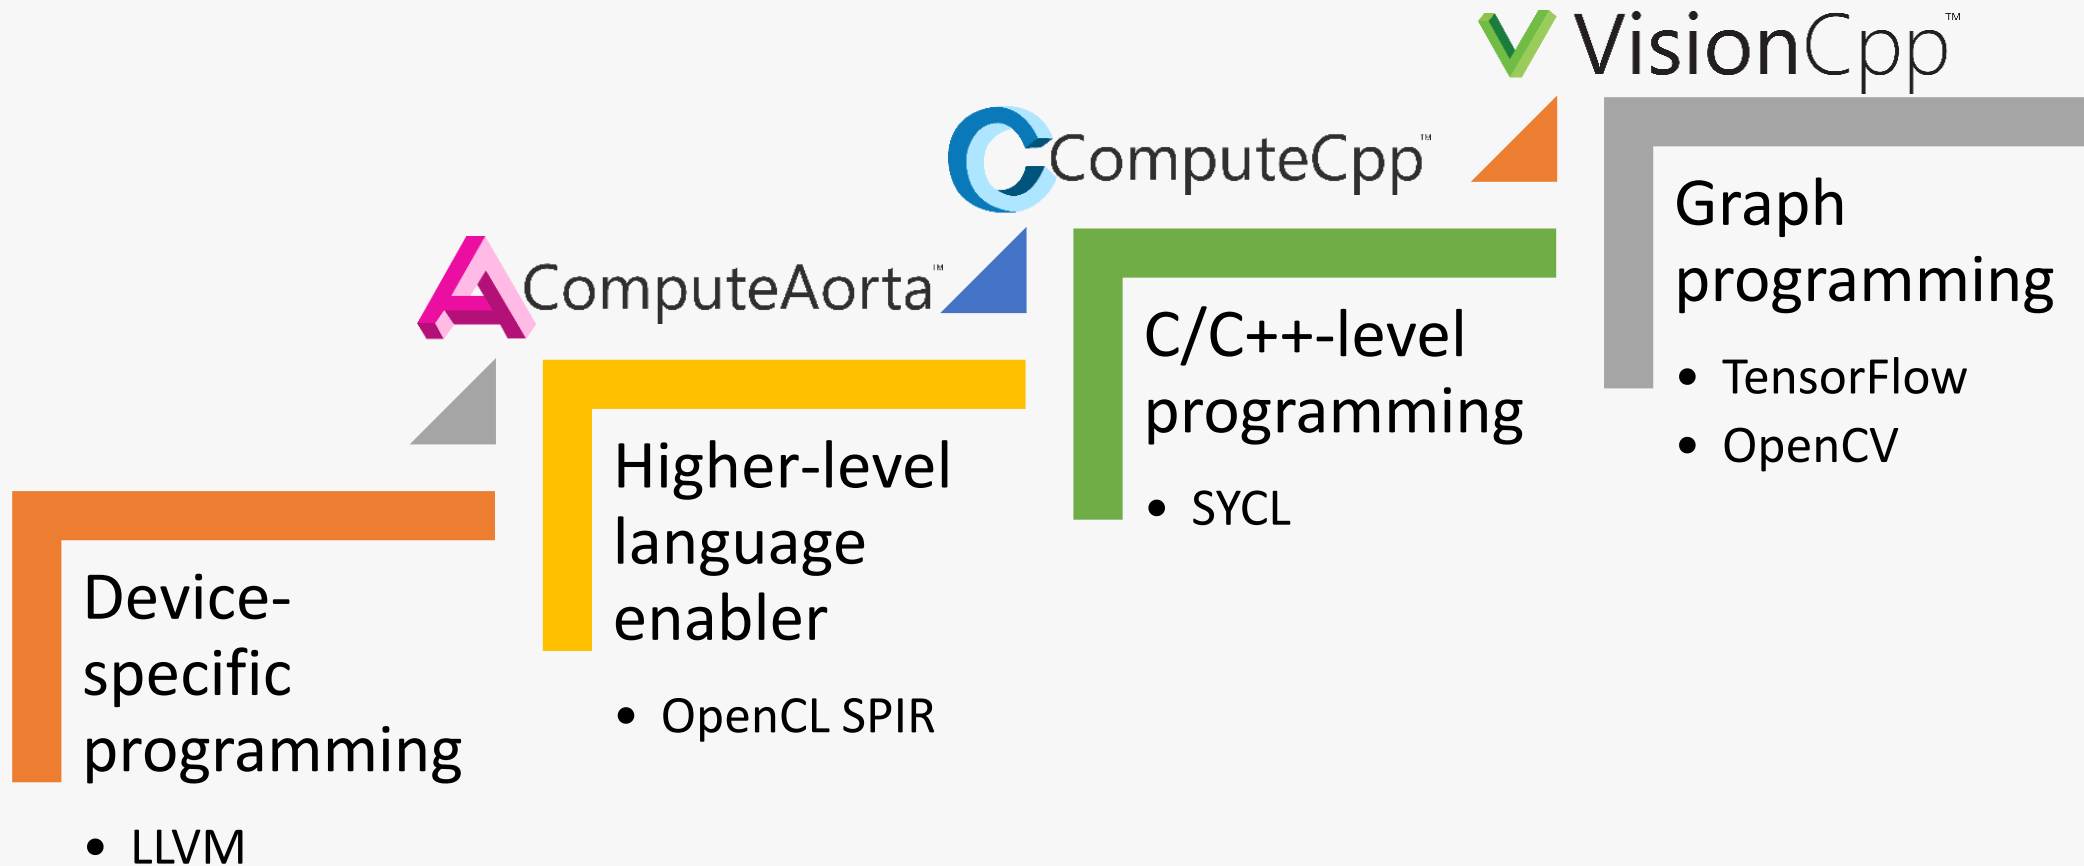 VisionCpp™
ComputeCpp™
ComputeAorta™
Device-
specific
programming
• LLVM
Higher-level
language
enabler
• OpenCL SPIR
C/C++-level
programming
• SYCL
Graph
programming
• TensorFlow
• OpenCV